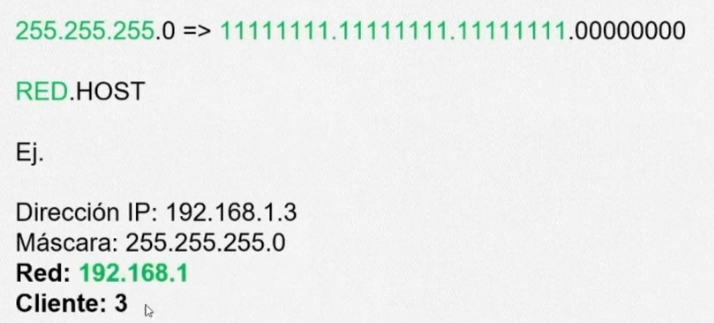 255.255.255.0 => 11111111.11111111.11111111.00000000
RED.HOST
Ej.
Dirección IP: 192.168.1.3
Máscara: 255.255.255.0
Red: 192.168.1
Cliente: 3